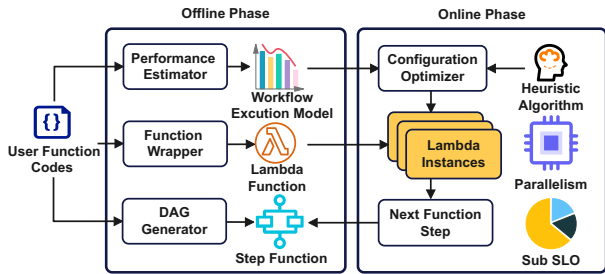 Offline Phase
Online Phase
Performance
Estimator
Workflow
Excution Model
Configuration
Optimizer
Heuristic
Algorithm
{ }
User Function
Codes
Function
Wrapper
Lambda
Function
Lambda
Instances
Parallelism
DAG
Generator
Step Function
Next Function
Step
Sub SLO